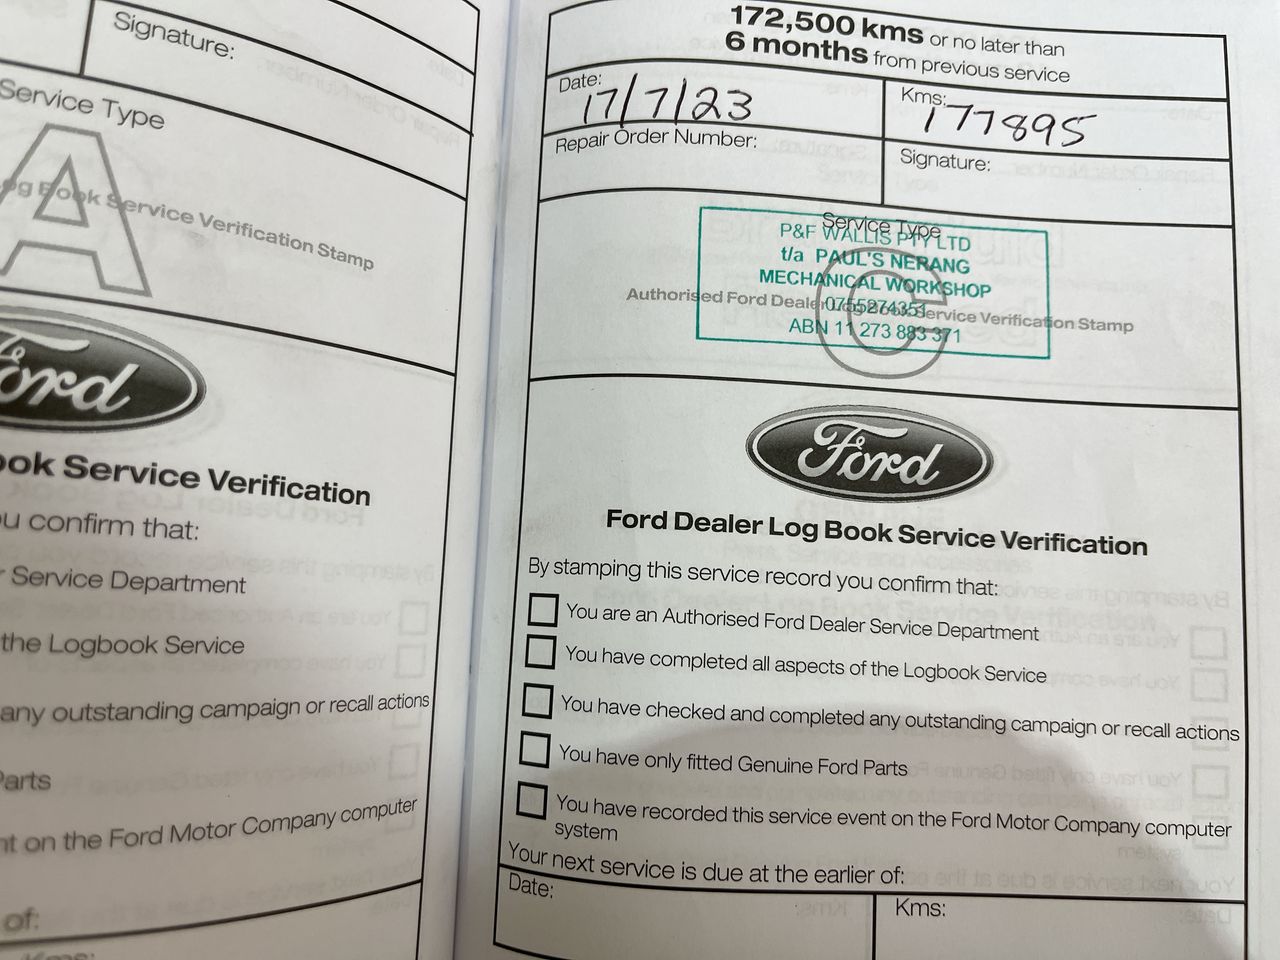 Signature:
Service Type
A
Book Service Verification Stamp
Ford
Service Verification
confirm that:
Service Department
the Logbook Service
any outstanding campaign or recall actions
on the Ford Motor Company computer
of:
Kms:
172,500 kms or no later than
6 months from previous service
Date:
17/7/23
Kms:
177895
Repair Order Number:
Signature:
Service Type
P&F WALLIS PTY LTD
t/a PAUL'S NERANG
MECHANICAL WORKSHOP
0755274351
ABN 11 273 883 371
C
Authorised Ford Dealer Log Book Service Verification Stamp
Ford
Ford Dealer Log Book Service Verification
By stamping this service record you confirm that:
You are an Authorised Ford Dealer Service Department
You have completed all aspects of the Logbook Service
You have checked and completed any outstanding campaign or recall actions
You have only fitted Genuine Ford Parts
You have recorded this service event on the Ford Motor Company computer
system
Your next service is due at the earlier of:
Date:
Kms: